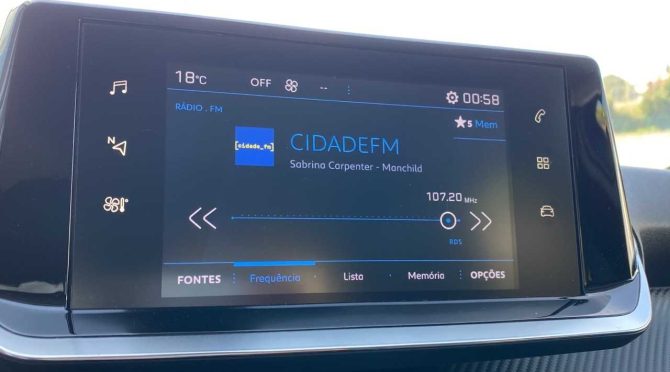 18°C OFF -- 00:58
RÁDIO . FM
5 Mem
[cidade_fm]
CIDADEFM
Sabrina Carpenter - Manchild
N
107.20 MHz
RDS
FONTES Frequência Lista Memória OPÇÕES